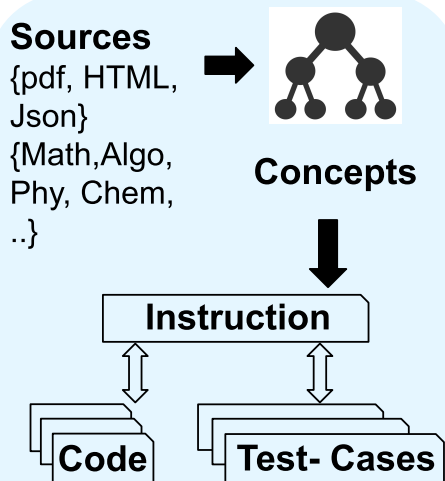 Sources
{pdf, HTML,
Json}
{Math,Algo,
Phy, Chem,
..}
Concepts
Instruction
Code
Test- Cases